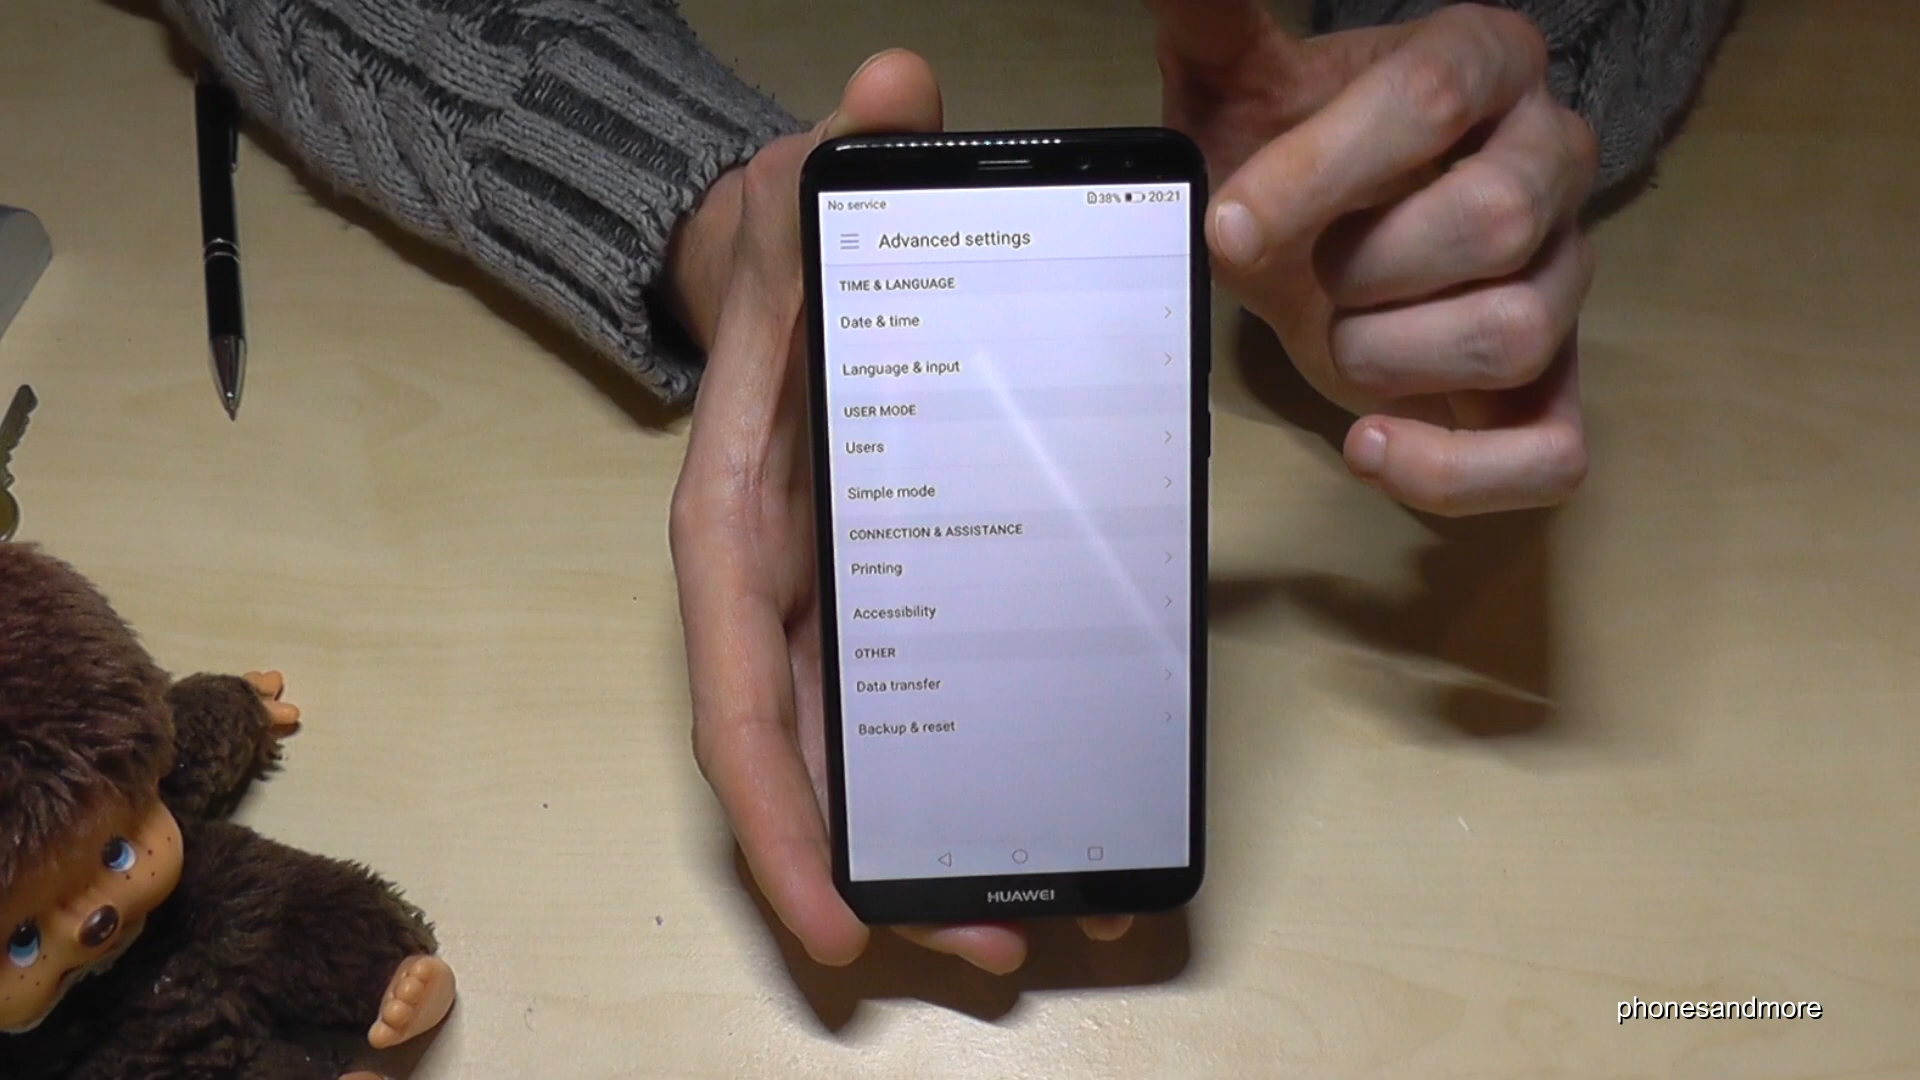 No service
38% 20:21
Advanced settings
TIME & LANGUAGE
Date & time
Language & input
USER MODE
Users
Simple mode
CONNECTION & ASSISTANCE
Printing
Accessibility
OTHER
Data transfer
Backup & reset
HUAWEI
phonesandmore